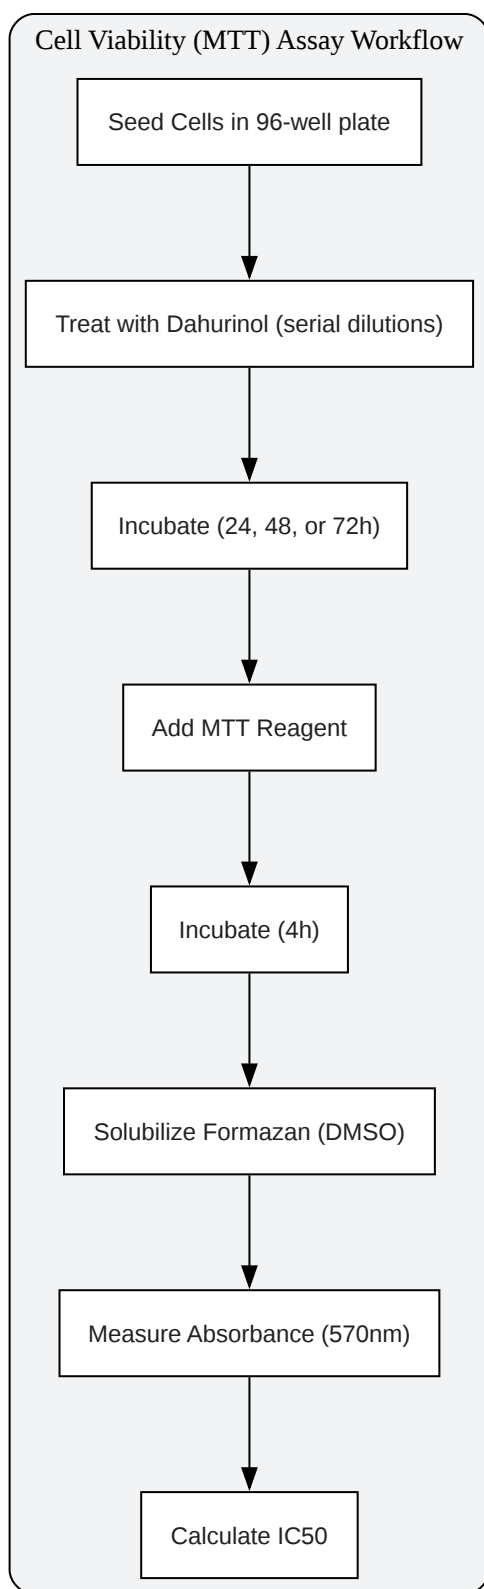 Cell Viability (MTT) Assay Workflow
Seed Cells in 96-well plate
Treat with Dahurinol (serial dilutions)
Incubate (24, 48, or 72h)
Add MTT Reagent
Incubate (4h)
Solubilize Formazan (DMSO)
Measure Absorbance (570nm)
Calculate IC50